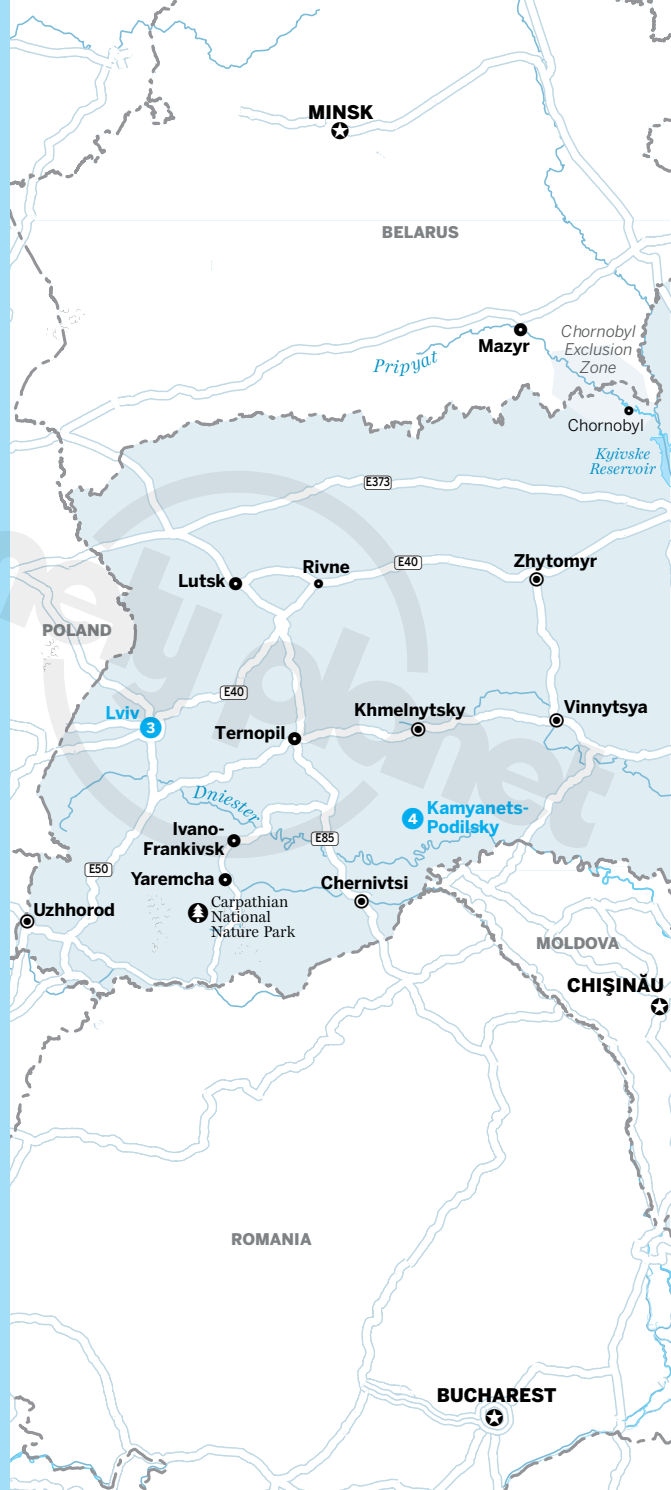 MINSK
BELARUS
Mazyr
Pripyat
Chornobyl
Exclusion
Zone
Chornobyl
Kyivske
Reservoir
E373
Lutsk
Rivne
E40
Zhytomyr
POLAND
Lviv
3
E40
Ternopil
Khmelnytsky
Vinnytsya
Dniester
4
Kamyanets-
Podilsky
Ivano-
Frankivsk
E85
E50
Yaremcha
Chernivtsi
Uzhhorod
Carpathian
National
Nature Park
MOLDOVA
CHIŞINĂU
ROMANIA
BUCHAREST
nely planet